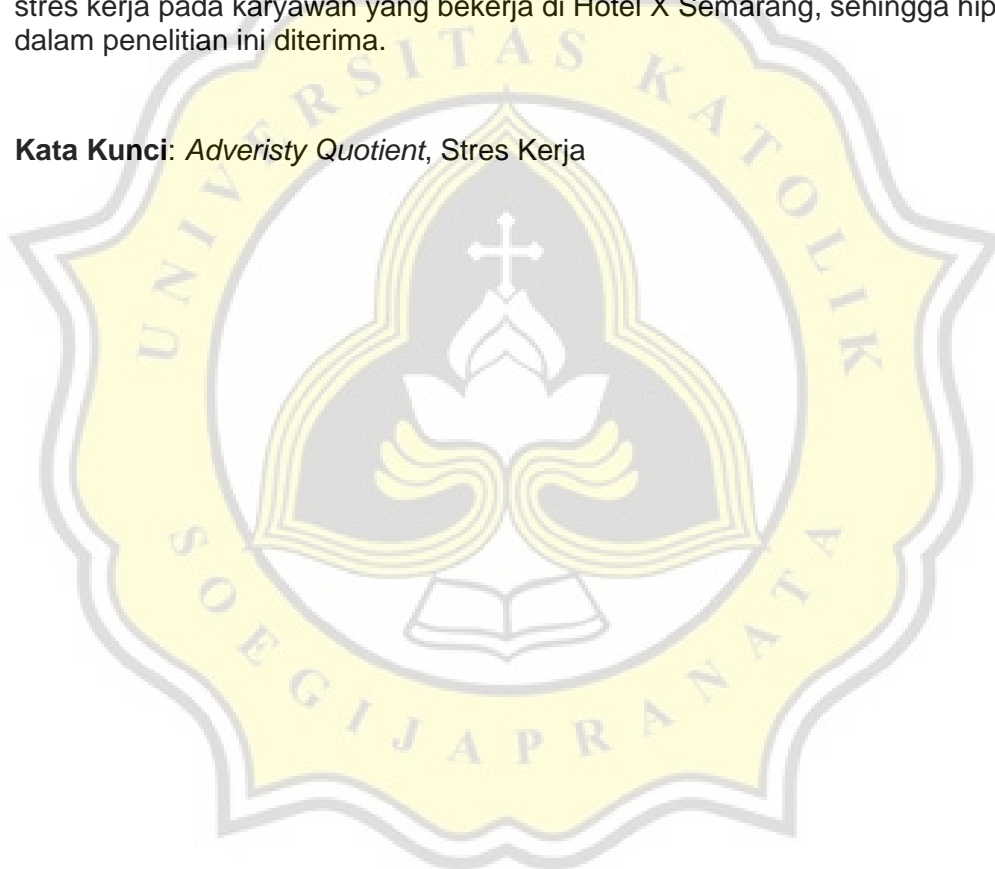 stres kerja pada karyawan yang bekerja di Hotel X Semarang, sehingga hip
dalam penelitian ini diterima.
Kata Kunci: Adveristy Quotient, Stres Kerja
UNIVERSITAS KATOLIK
SOEGIJAPRANATA